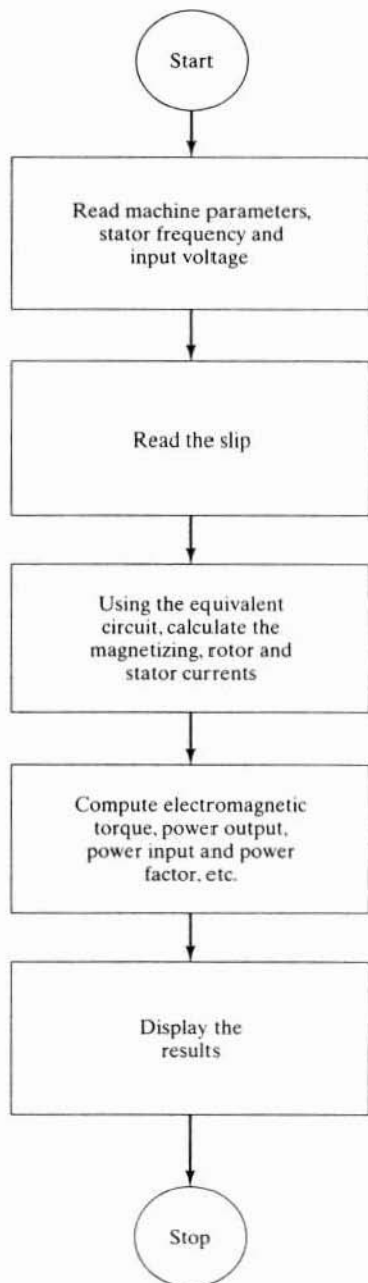 Start
Read machine parameters,
stator frequency and
input voltage
Read the slip
Using the equivalent
circuit, calculate the
magnetizing, rotor and
stator currents
Compute electromagnetic
torque, power output,
power input and power
factor, etc.
Display the
results
Stop